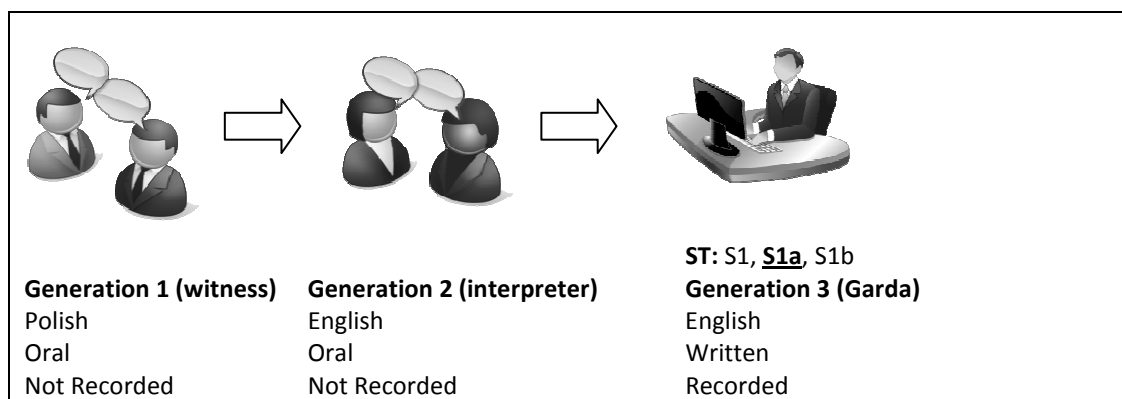 ST: S1, S1a, S1b
Generation 1 (witness) Generation 2 (interpreter) Generation 3 (Garda)
Polish English English
Oral Oral Written
Not Recorded Not Recorded Recorded